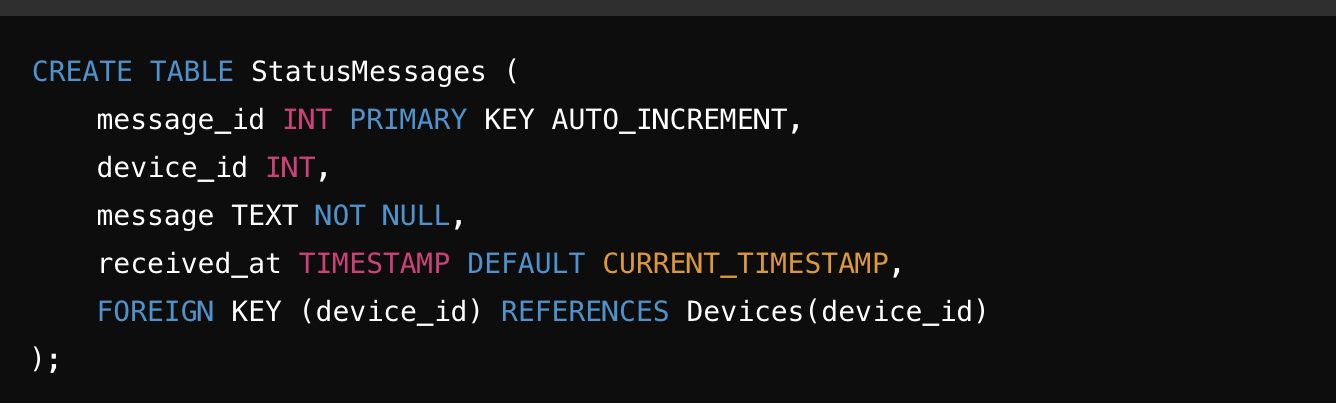 CREATE TABLE StatusMessages (
    message_id INT PRIMARY KEY AUTO_INCREMENT,
    device_id INT,
    message TEXT NOT NULL,
    received_at TIMESTAMP DEFAULT CURRENT_TIMESTAMP,
    FOREIGN KEY (device_id) REFERENCES Devices(device_id)
);